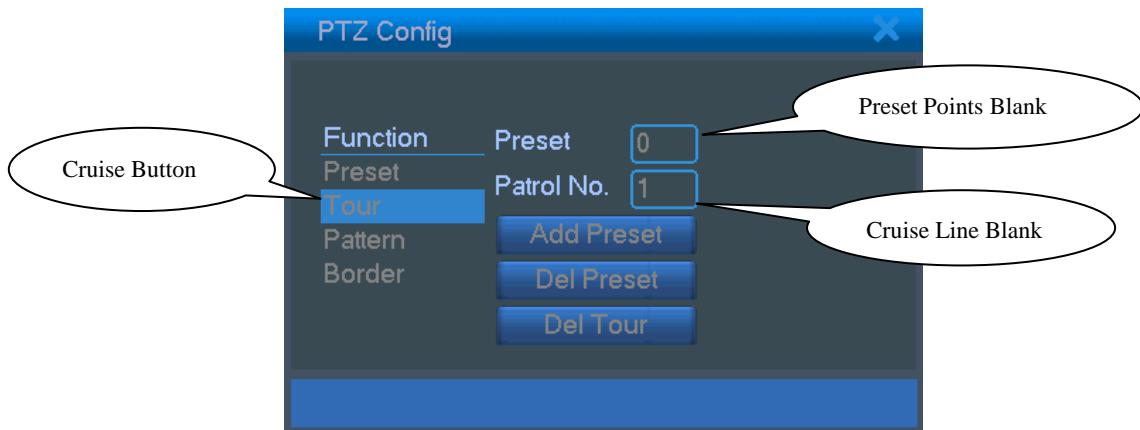 PTZ Config
Preset Points Blank
Function
Preset
0
Cruise Button
Preset
Patrol No.
1
Tour
Cruise Line Blank
Pattern
Add Preset
Border
Del Preset
Del Tour